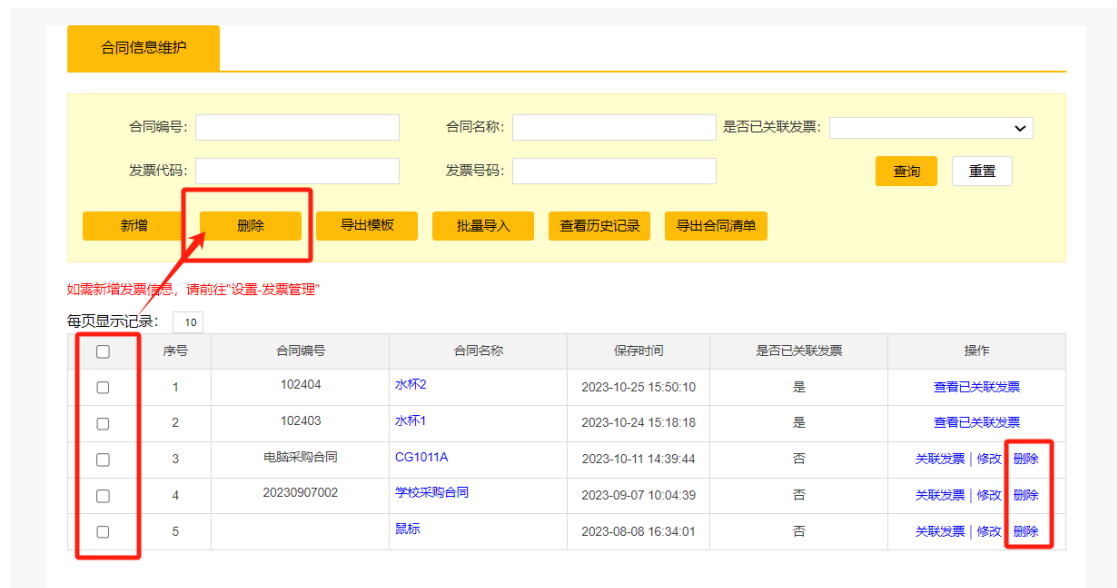 合同信息维护
合同编号: 合同名称: 是否已关联发票:
发票代码: 发票号码: 查询 重置
新增 删除 导出模板 批量导入 查看历史记录 导出合同清单
如需新增发票信息，请前往"设置-发票管理"
每页显示记录: 10
序号 合同编号 合同名称 保存时间 是否已关联发票 操作
1 102404 水杯2 2023-10-25 15:50:10 是 查看已关联发票
2 102403 水杯1 2023-10-24 15:18:18 是 查看已关联发票
3 电脑采购合同 CG1011A 2023-10-11 14:39:44 否 关联发票 | 修改 删除
4 20230907002 学校采购合同 2023-09-07 10:04:39 否 关联发票 | 修改 删除
5 鼠标 2023-08-08 16:34:01 否 关联发票 | 修改 删除